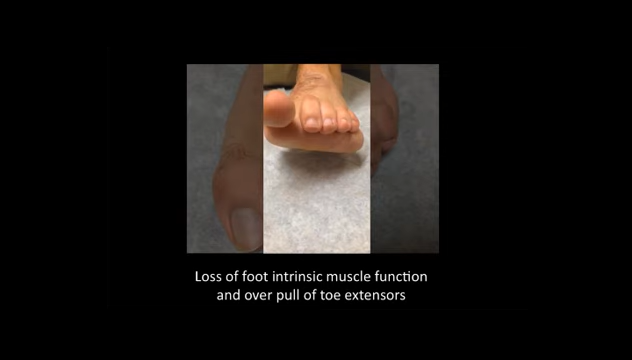 Loss of foot intrinsic muscle function
and over pull of toe extensors